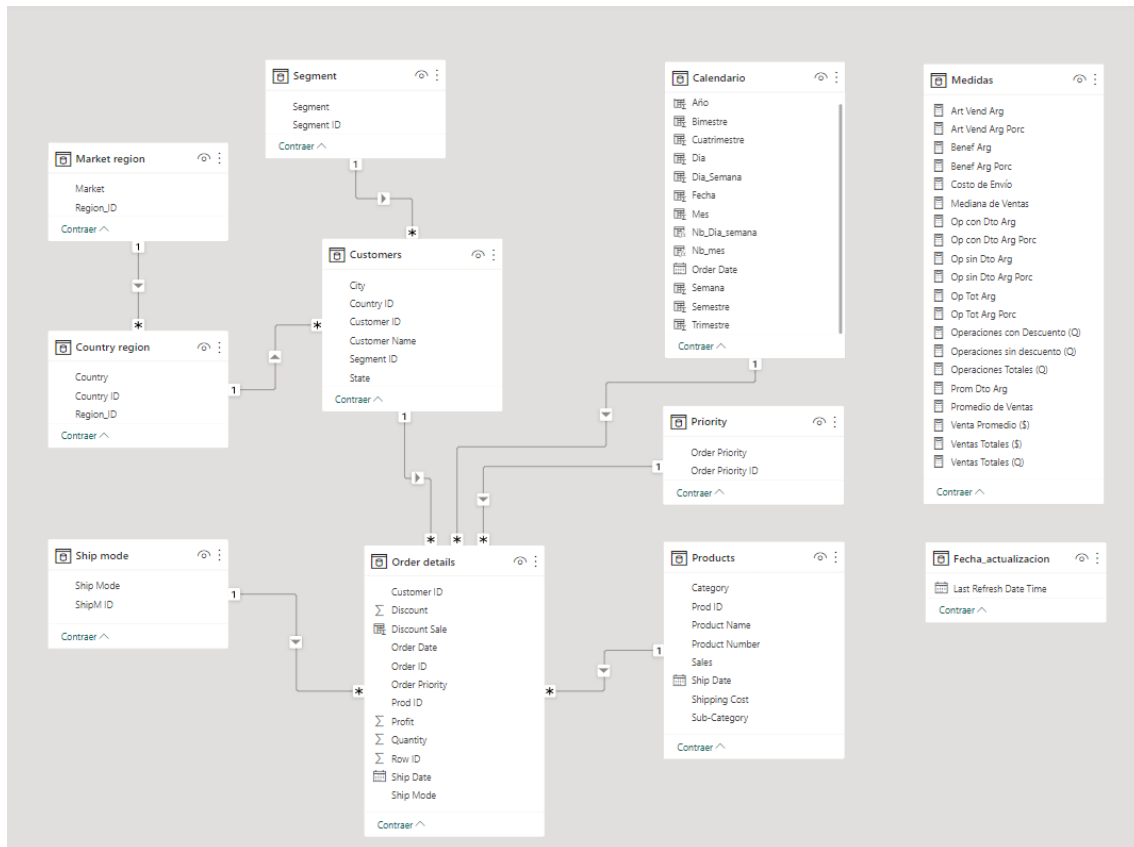 Segment
Segment
Segment ID
Contraer
1
*
Market region
Market
Region_ID
Contraer
1
*
Country region
Country
Country ID
Region_ID
Contraer
1
*
Customers
City
Country ID
Customer ID
Customer Name
Segment ID
State
Contraer
1
*
Calendario
Año
Bimestre
Cuatrimestre
Dia
Dia_Semana
Fecha
Mes
Nb_Dia_semana
Nb_mes
Order Date
Semana
Semestre
Trimestre
Contraer
1
*
Medidas
Art Vend Arg
Art Vend Arg Porc
Benef Arg
Benef Arg Porc
Costo de Envío
Mediana de Ventas
Op con Dto Arg
Op con Dto Arg Porc
Op sin Dto Arg
Op sin Dto Arg Porc
Op Tot Arg
Op Tot Arg Porc
Operaciones con Descuento (Q)
Operaciones sin descuento (Q)
Operaciones Totales (Q)
Prom Dto Arg
Promedio de Ventas
Venta Promedio ($)
Ventas Totales ($)
Ventas Totales (Q)
Contraer
Priority
Order Priority
Order Priority ID
Contraer
1
*
Ship mode
Ship Mode
ShipM ID
Contraer
1
*
Order details
Customer ID
Discount
Discount Sale
Order Date
Order ID
Order Priority
Prod ID
Profit
Quantity
Row ID
Ship Date
Ship Mode
Contraer
Products
Category
Prod ID
Product Name
Product Number
Sales
Ship Date
Shipping Cost
Sub-Category
Contraer
1
*
Fecha_actualizacion
Last Refresh Date Time
Contraer